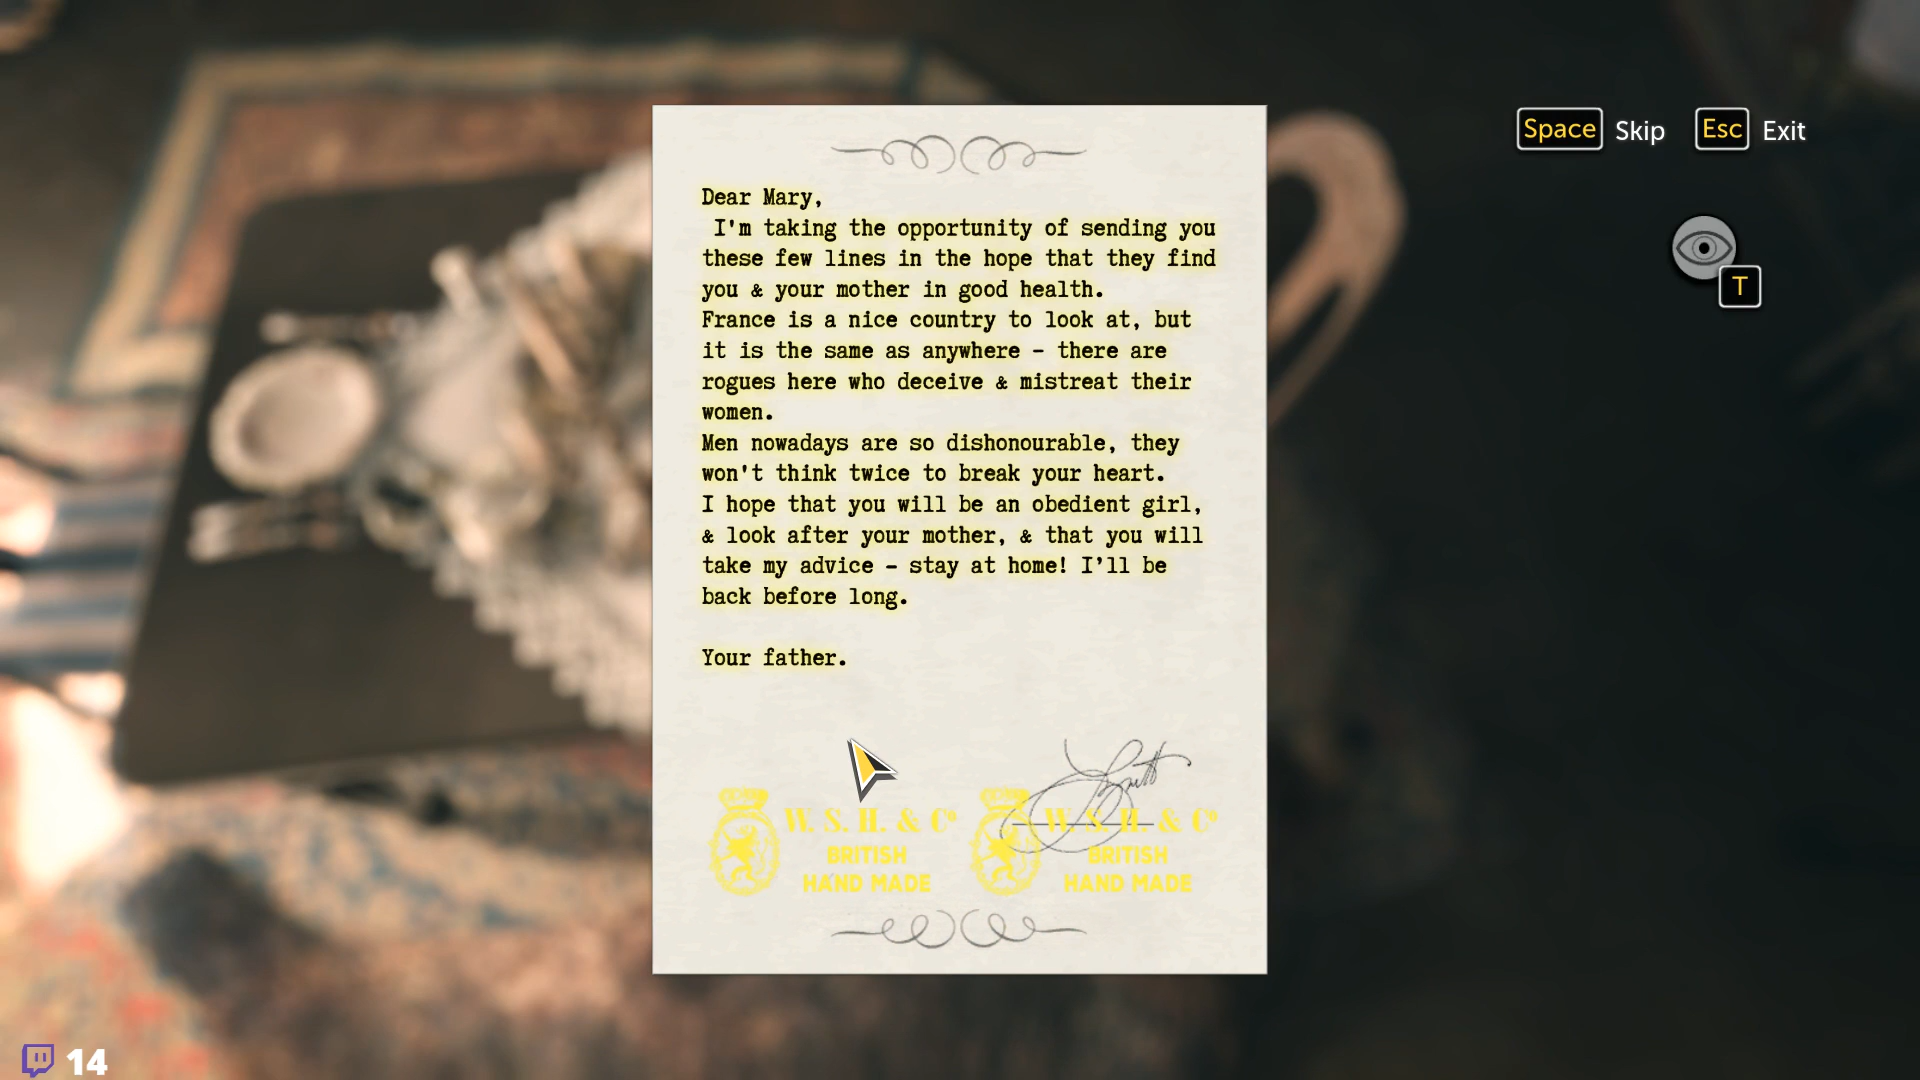 Space Skip Esc Exit
T
Dear Mary,
I'm taking the opportunity of sending you
these few lines in the hope that they find
you & your mother in good health.
France is a nice country to look at, but
it is the same as anywhere - there are
rogues here who deceive & mistreat their
women.
Men nowadays are so dishonourable, they
won't think twice to break your heart.
I hope that you will be an obedient girl,
& look after your mother, & that you will
take my advice - stay at home! I’ll be
back before long.
Your father.
W. S. H. & Cº
BRITISH
HAND MADE
W. S. H. & Cº
BRITISH
HAND MADE
14